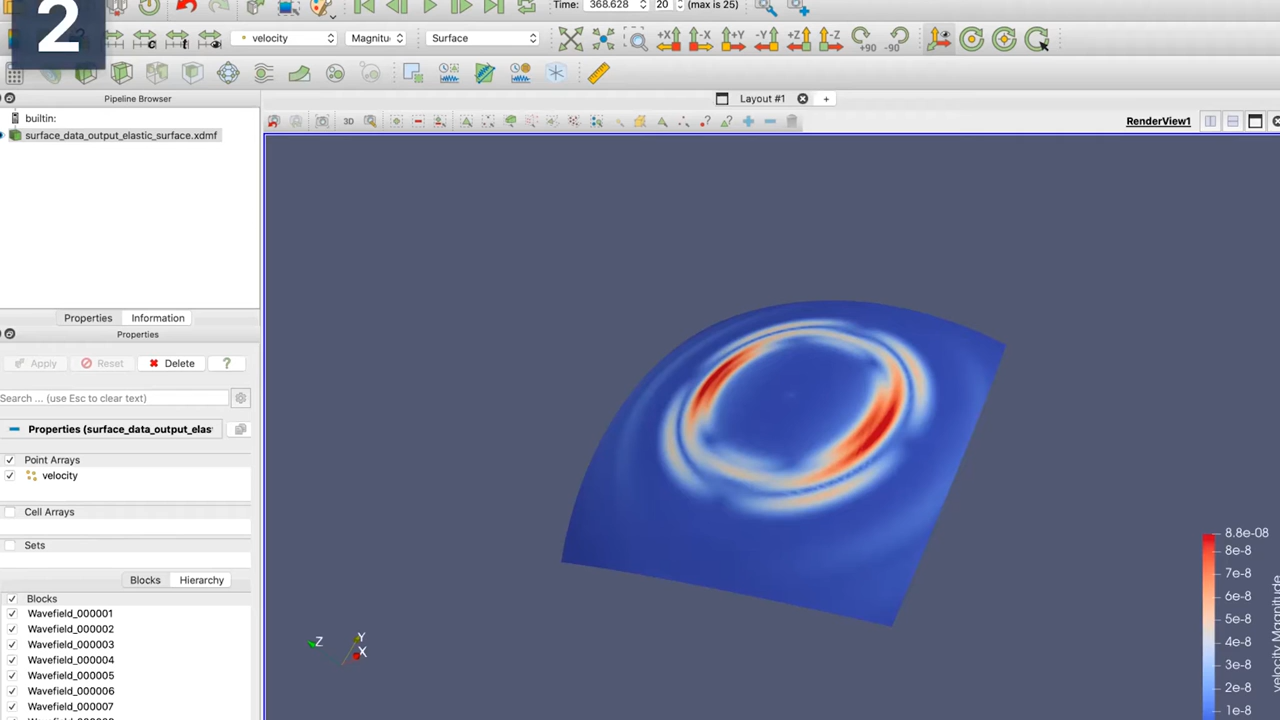 2
Time: 368.628 20 (max is 25)
velocity Magnitu Surface +X -X +Y -Y +Z -Z +90 -90
Pipeline Browser
Layout #1 +
builtin:
3D
RenderView1
surface_data_output_elastic_surface.xdmf
Properties Information
Properties
Apply Reset Delete ?
Search ... (use Esc to clear text)
Properties (surface_data_output_elas
Point Arrays
velocity
Cell Arrays
Sets
Blocks Hierarchy
Blocks
Wavefield_000001
Wavefield_000002
Wavefield_000003
Wavefield_000004
Wavefield_000005
Wavefield_000006
Wavefield_000007
Z Y
X
8.8e-08
8e-8
7e-8
6e-8
5e-8
4e-8
3e-8
2e-8
1e-8
velocity Magnitude